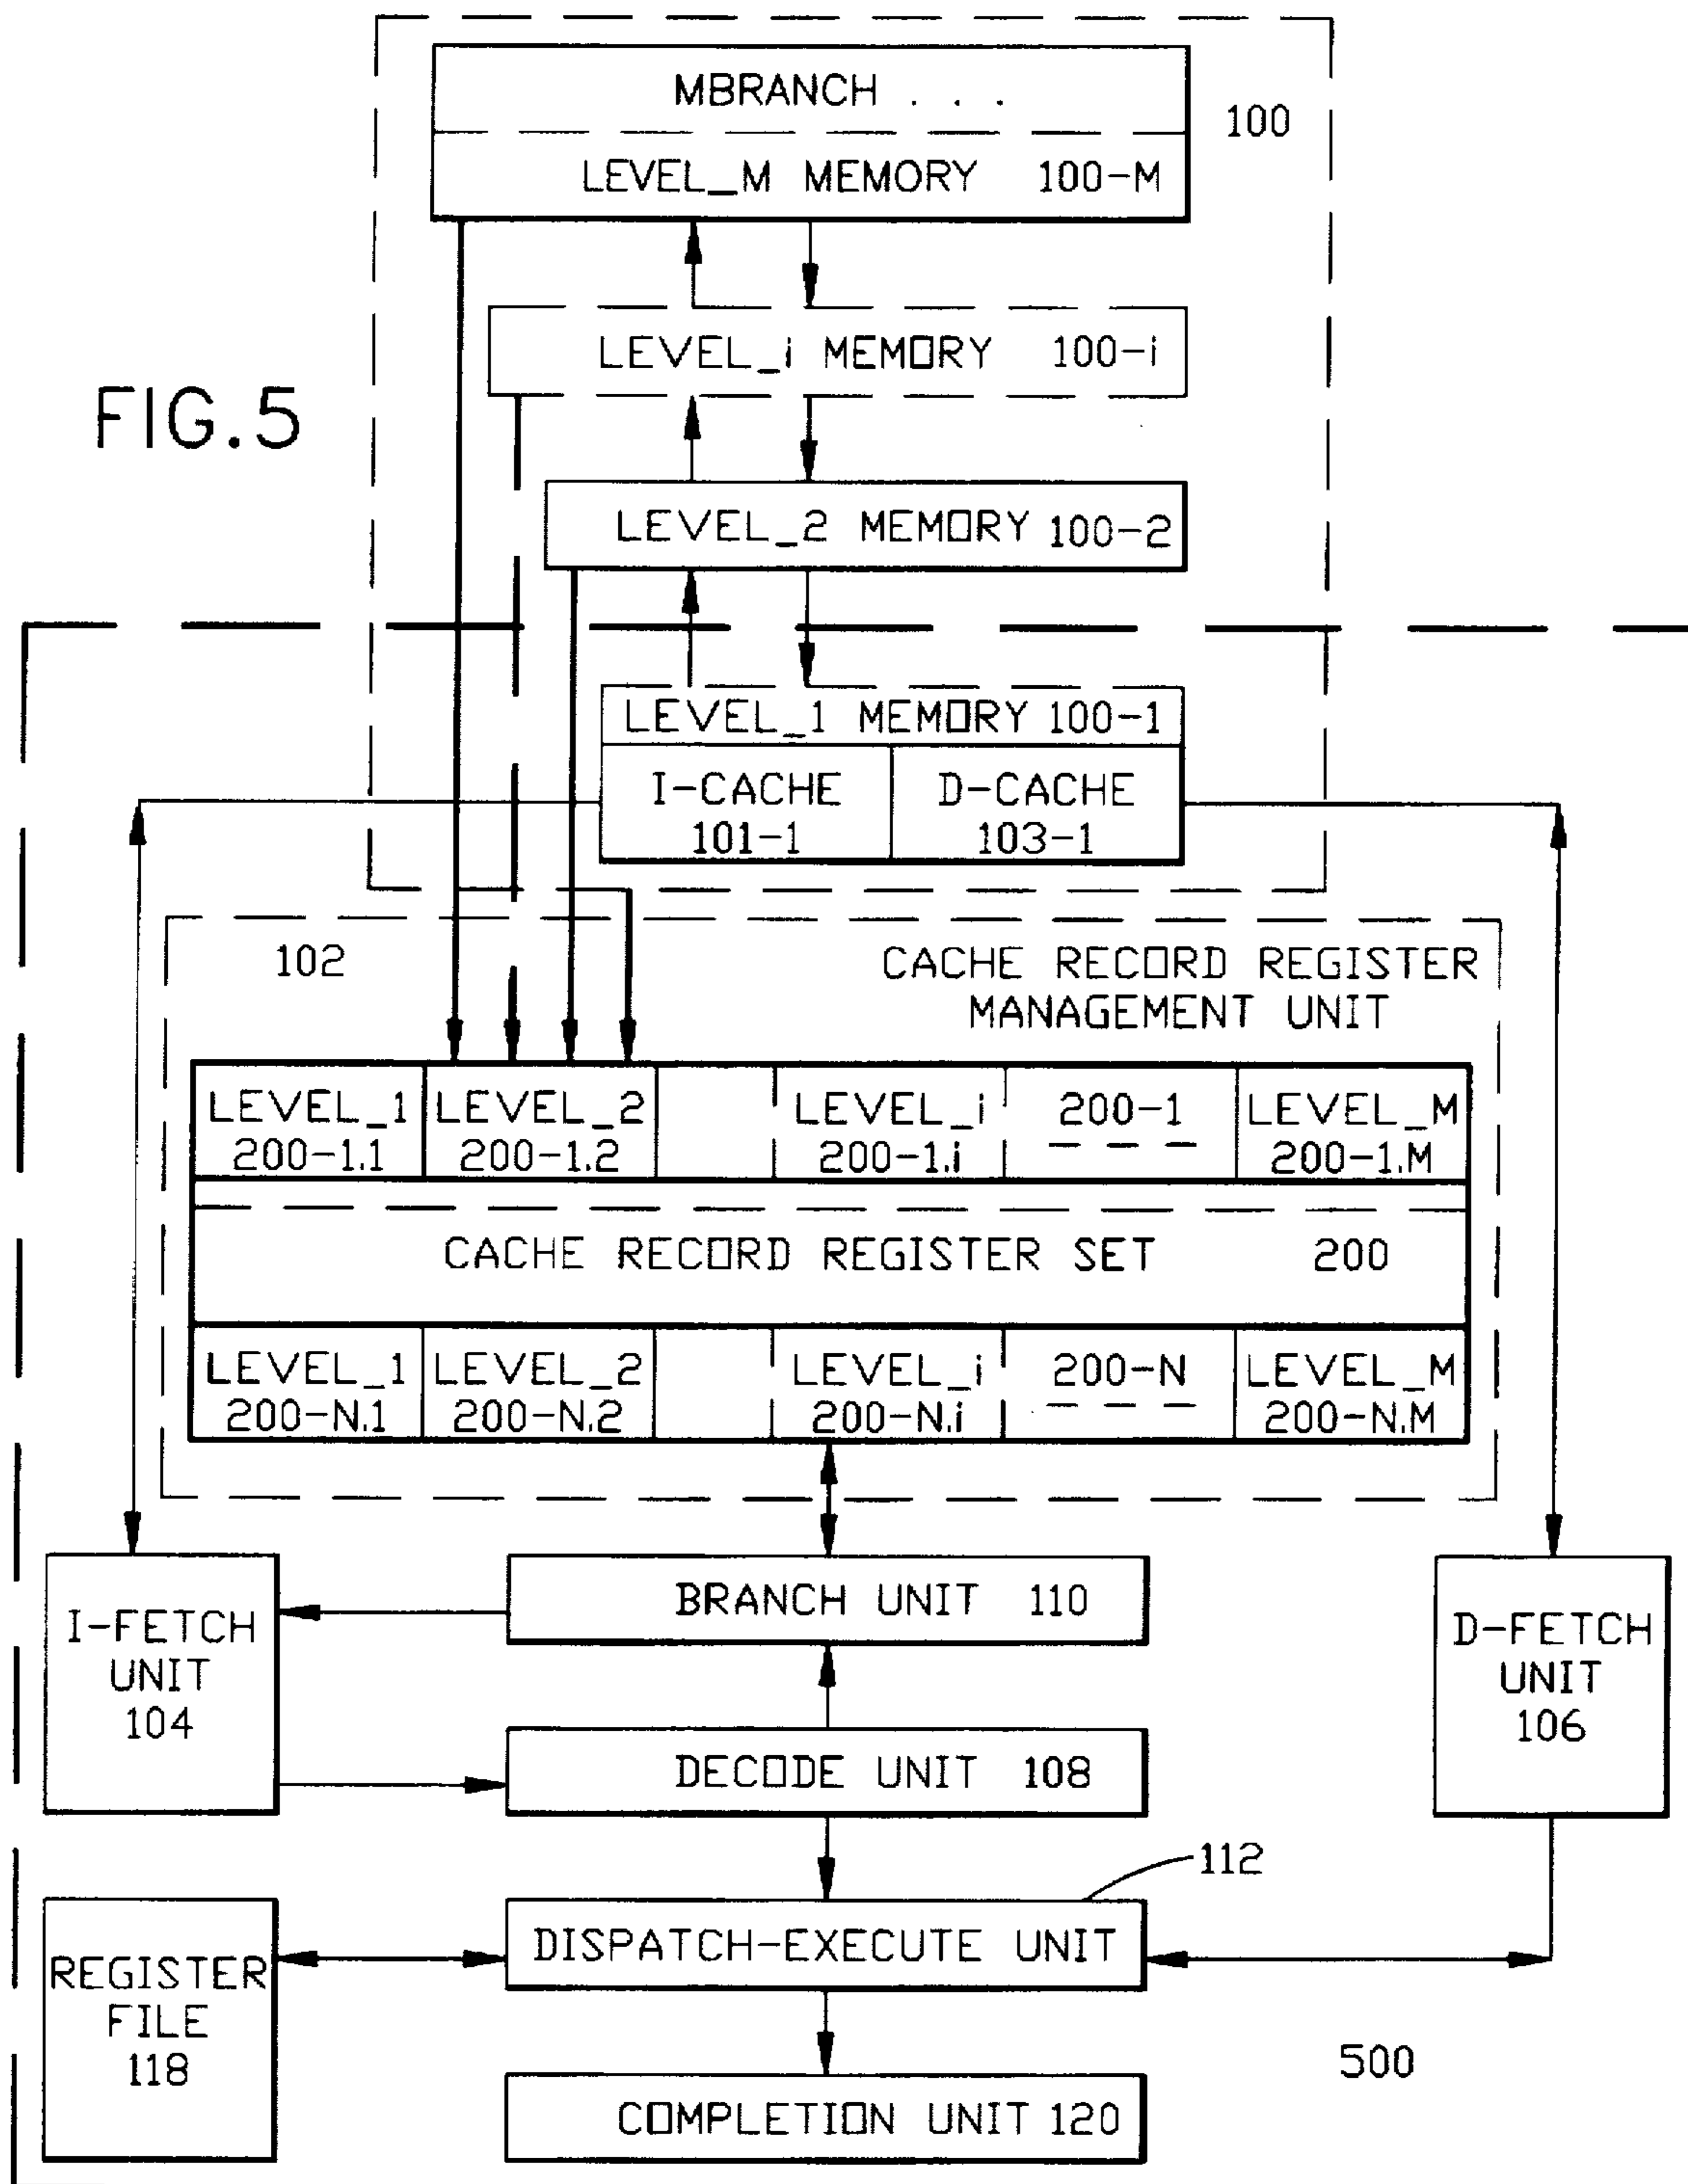 MBRANCH . . .
100
LEVEL_M MEMORY 100-M
LEVEL_i MEMORY 100-i
FIG.5
LEVEL_2 MEMORY 100-2
LEVEL_1 MEMORY 100-1
I-CACHE
101-1
D-CACHE
103-1
102
CACHE RECORD REGISTER
MANAGEMENT UNIT
LEVEL_1
200-1.1
LEVEL_2
200-1.2
LEVEL_i
200-1.i
200-1
LEVEL_M
200-1.M
CACHE RECORD REGISTER SET 200
LEVEL_1
200-N.1
LEVEL_2
200-N.2
LEVEL_i
200-N.i
200-N
LEVEL_M
200-N.M
I-FETCH
UNIT
104
BRANCH UNIT 110
D-FETCH
UNIT
106
DECODE UNIT 108
112
DISPATCH-EXECUTE UNIT
REGISTER
FILE
118
500
COMPLETION UNIT 120